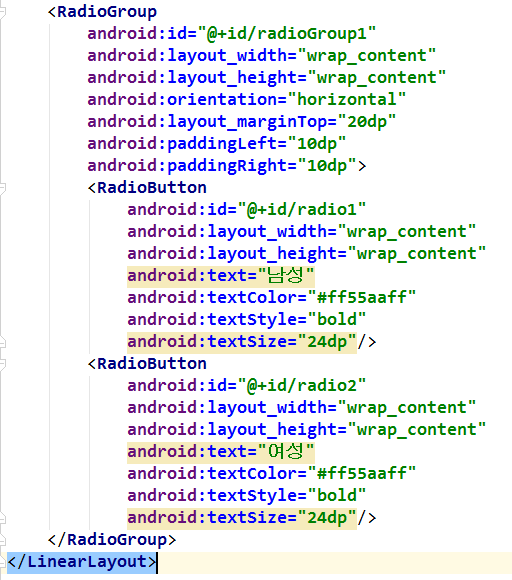 <RadioGroup
android:id="@+id/radioGroup1"
android:layout_width="wrap_content"
android:layout_height="wrap_content"
android:orientation="horizontal"
android:layout_marginTop="20dp"
android:paddingLeft="10dp"
android:paddingRight="10dp">
<RadioButton
android:id="@+id/radio1"
android:layout_width="wrap_content"
android:layout_height="wrap_content"
android:text="남성"
android:textColor="#ff55aaff"
android:textStyle="bold"
android:textSize="24dp"/>
<RadioButton
android:id="@+id/radio2"
android:layout_width="wrap_content"
android:layout_height="wrap_content"
android:text="여성"
android:textColor="#ff55aaff"
android:textStyle="bold"
android:textSize="24dp"/>
</RadioGroup>
</LinearLayout>